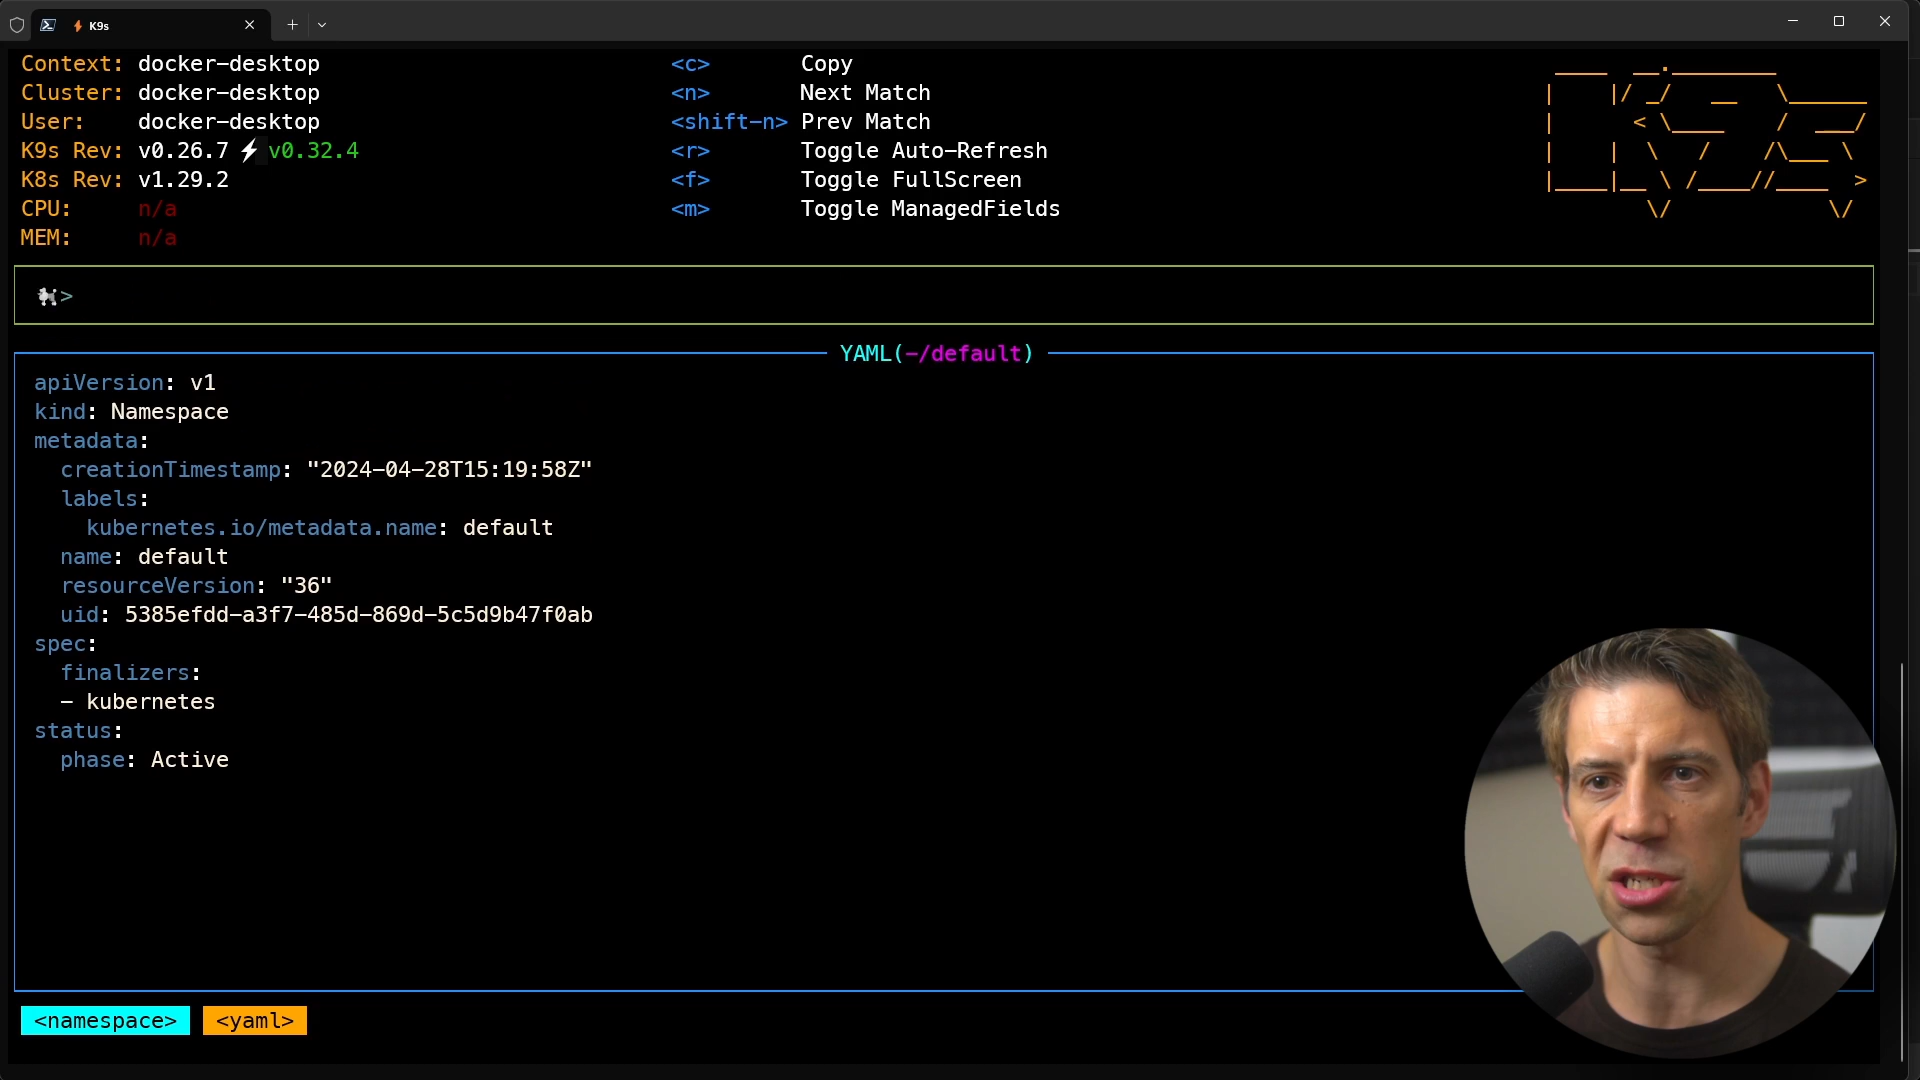 K9s
Context: docker-desktop
Cluster: docker-desktop
User: docker-desktop
K9s Rev: v0.26.7 ⚡v0.32.4
K8s Rev: v1.29.2
CPU: n/a
MEM: n/a
<c> Copy
<n> Next Match
<shift-n> Prev Match
<r> Toggle Auto-Refresh
<f> Toggle FullScreen
<m> Toggle ManagedFields
🐩>
YAML(-/default)
apiVersion: v1
kind: Namespace
metadata:
  creationTimestamp: "2024-04-28T15:19:58Z"
  labels:
    kubernetes.io/metadata.name: default
  name: default
  resourceVersion: "36"
  uid: 5385efdd-a3f7-485d-869d-5c5d9b47f0ab
spec:
  finalizers:
  - kubernetes
status:
  phase: Active
<namespace> <yaml>